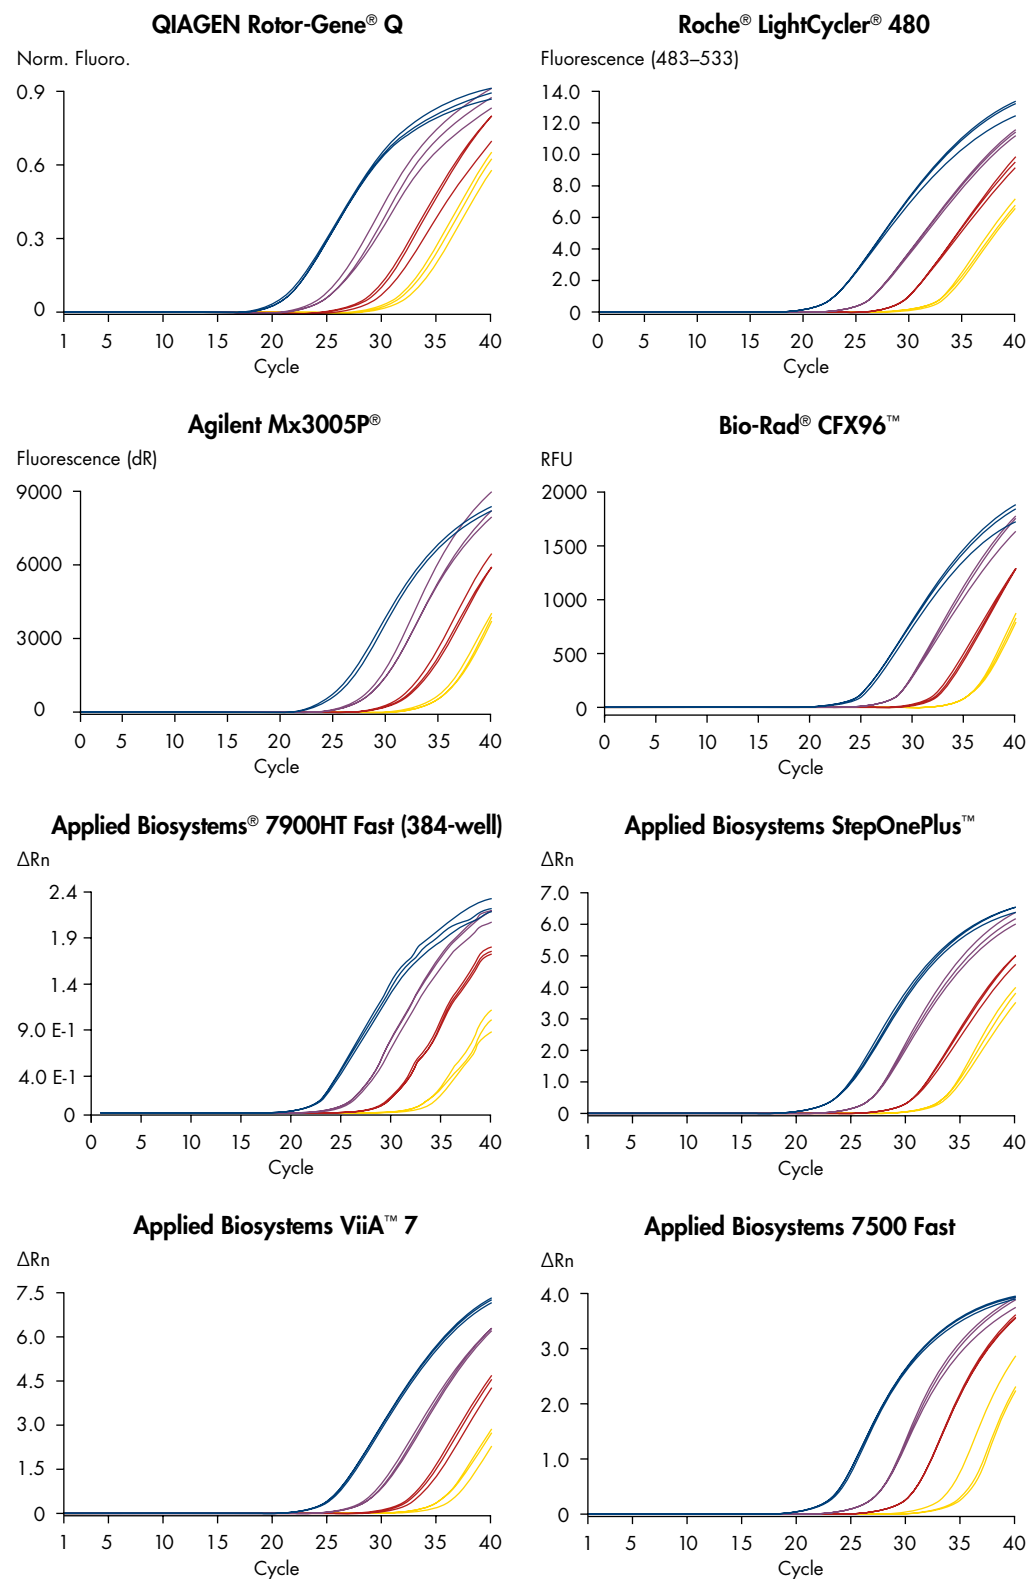 QIAGEN Rotor-Gene® Q
Norm. Fluoro.
0.9
0.6
0.3
0
1 5 10 15 20 25 30 35 40
Cycle
Roche® LightCycler® 480
Fluorescence (483–533)
14.0
12.0
10.0
8.0
6.0
4.0
2.0
0
0 5 10 15 20 25 30 35 40
Cycle
Agilent Mx3005P®
Fluorescence (dR)
9000
6000
3000
0
0 5 10 15 20 25 30 35 40
Cycle
Bio-Rad® CFX96™
RFU
2000
1500
1000
500
0
0 5 10 15 20 25 30 35 40
Cycle
Applied Biosystems® 7900HT Fast (384-well)
ΔRn
2.4
1.9
1.4
9.0 E-1
4.0 E-1
0
0 5 10 15 20 25 30 35 40
Cycle
Applied Biosystems StepOnePlus™
ΔRn
7.0
6.0
5.0
4.0
3.0
2.0
1.0
0
1 5 10 15 20 25 30 35 40
Cycle
Applied Biosystems ViiA™ 7
ΔRn
7.5
6.0
4.5
3.0
1.5
0
1 5 10 15 20 25 30 35 40
Cycle
Applied Biosystems 7500 Fast
ΔRn
4.0
3.0
2.0
1.0
0
1 5 10 15 20 25 30 35 40
Cycle